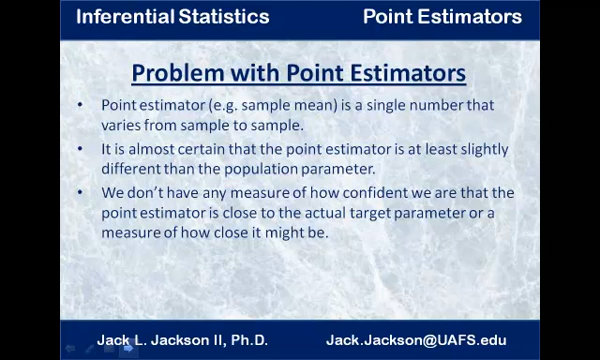 Inferential Statistics Point Estimators
Problem with Point Estimators
• Point estimator (e.g. sample mean) is a single number that
varies from sample to sample.
• It is almost certain that the point estimator is at least slightly
different than the population parameter.
• We don't have any measure of how confident we are that the
point estimator is close to the actual target parameter or a
measure of how close it might be.
Jack L. Jackson II, Ph.D. Jack.Jackson@UAFS.edu